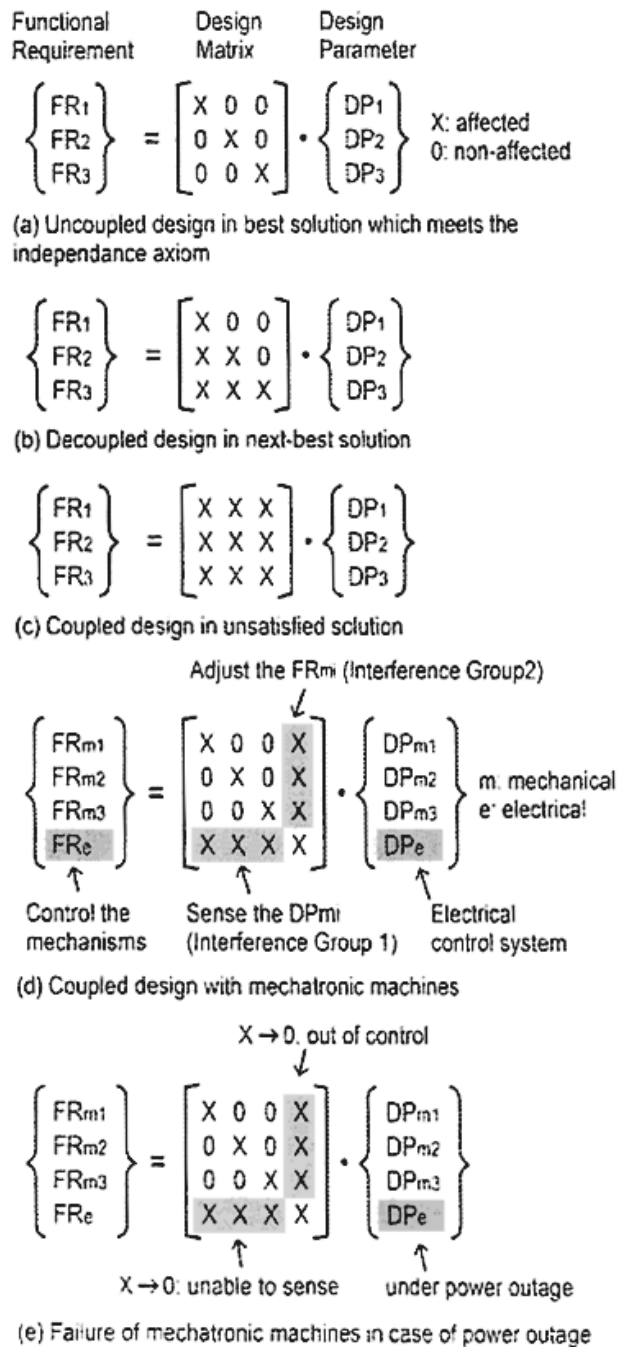 Functional Design Design
Requirement Matrix Parameter
FR1 X 0 0 DP1 X: affected
FR2 = 0 X 0 • DP2 0: non-affected
FR3 0 0 X DP3
(a) Uncoupled design in best solution which meets the
independance axiom
FR1 X 0 0 DP1
FR2 = X X 0 • DP2
FR3 X X X DP3
(b) Decoupled design in next-best solution
FR1 X X X DP1
FR2 = X X X • DP2
FR3 X X X DP3
(c) Coupled design in unsatisfied solution
Adjust the FRmi (Interference Group2)
FRm1 X 0 0 X DPm1
FRm2 0 X 0 X DPm2 m: mechanical
FRm3 = 0 0 X X • DPm3 e: electrical
FRe X X X X DPe
Control the Sense the DPmi Electrical
mechanisms (Interference Group 1) control system
(d) Coupled design with mechatronic machines
X→0. out of control
FRm1 X 0 0 X DPm1
FRm2 0 X 0 X DPm2
FRm3 = 0 0 X X • DPm3
FRe X X X X DPe
X→0: unable to sense under power outage
(e) Failure of mechatronic machines in case of power outage